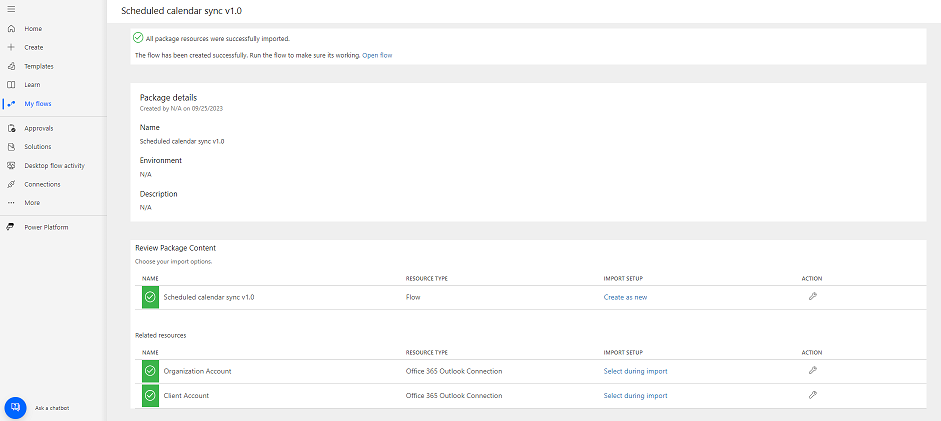 Scheduled calendar sync v1.0
Home
Create
Templates
Learn
My flows
Approvals
Solutions
Desktop flow activity
Connections
More
Power Platform
Ask a chatbot
All package resources were successfully imported.
The flow has been created successfully. Run the flow to make sure its working. Open flow
Package details
Created by N/A on 09/25/2023
Name
Scheduled calendar sync v1.0
Environment
N/A
Description
N/A
Review Package Content
Choose your import options.
NAME RESOURCE TYPE IMPORT SETUP ACTION
Scheduled calendar sync v1.0 Flow Create as new
Related resources
NAME RESOURCE TYPE IMPORT SETUP ACTION
Organization Account Office 365 Outlook Connection Select during import
Client Account Office 365 Outlook Connection Select during import